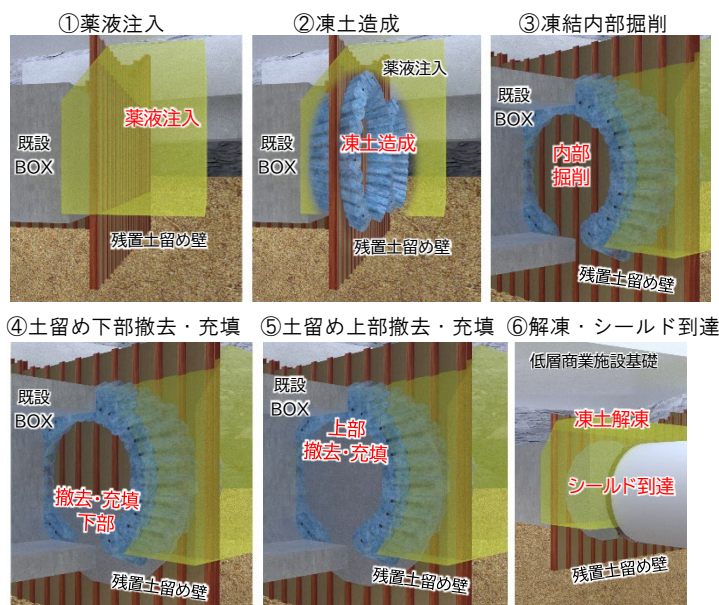 ①薬液注入
薬液注入
既設
BOX
残置土留め壁
②凍土造成
薬液注入
既設
BOX
凍土造成
残置土留め壁
③凍結内部掘削
既設
BOX
内部
掘削
残置土留め壁
④土留め下部撤去・充填
既設
BOX
撤去・充填
下部
残置土留め壁
⑤土留め上部撤去・充填
既設
BOX
上部
撤去・充填
残置土留め壁
⑥解凍・シールド到達
低層商業施設基礎
凍土解凍
シールド到達
残置土留め壁